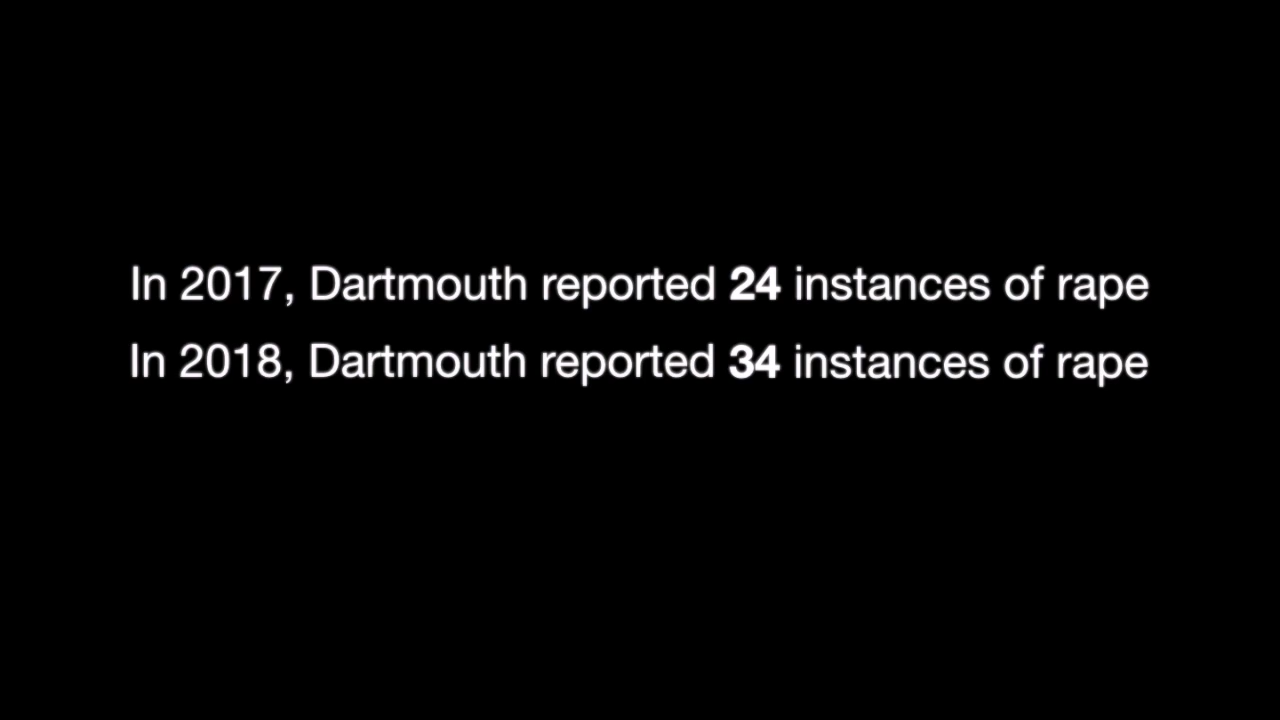 In 2017, Dartmouth reported 24 instances of rape
In 2018, Dartmouth reported 34 instances of rape